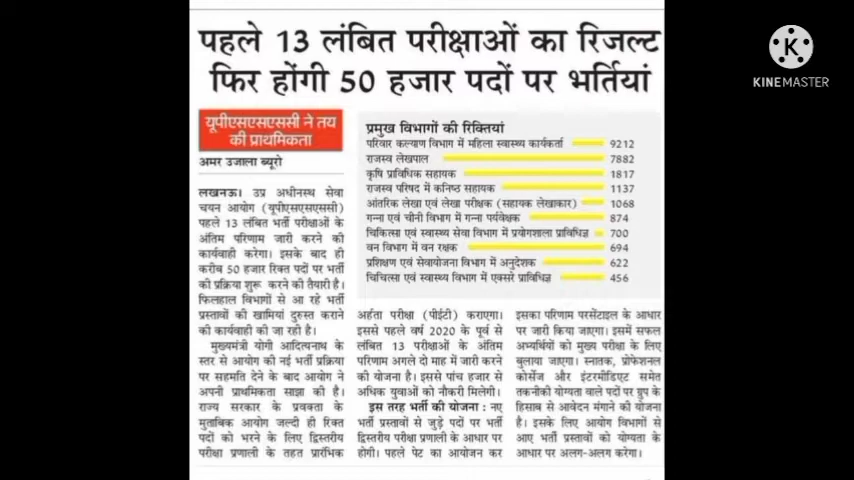 पहले 13 लंबित परीक्षाओं का रिजल्ट
फिर होंगी 50 हजार पदों पर भर्तियां
यूपीएसएसएससी ने तय
की प्राथमिकता
अमर उजाला ब्यूरो
लखनऊ। उप्र अधीनस्थ सेवा
चयन आयोग (यूपीएसएसएससी)
पहले 13 लंबित भर्ती परीक्षाओं के
अंतिम परिणाम जारी करने की
कार्यवाही करेगा। इसके बाद ही
करीब 50 हजार रिक्त पदों पर भर्ती
की प्रक्रिया शुरू करने की तैयारी है।
फिलहाल विभागों से आ रहे भर्ती
प्रस्तावों की खामियां दुरुस्त कराने
की कार्यवाही की जा रही है।
मुख्यमंत्री योगी आदित्यनाथ के
स्तर से आयोग की नई भर्ती प्रक्रिया
पर सहमति देने के बाद आयोग ने
अपनी प्राथमिकता साझा की है।
राज्य सरकार के प्रवक्ता के
मुताबिक आयोग जल्दी ही रिक्त
पदों को भरने के लिए द्विस्तरीय
परीक्षा प्रणाली के तहत प्रारंभिक
प्रमुख विभागों की रिक्तियां
परिवार कल्याण विभाग में महिला स्वास्थ्य कार्यकर्ता 9212
राजस्व लेखपाल 7882
कृषि प्राविधिक सहायक 1817
राजस्व परिषद में कनिष्ठ सहायक 1137
आंतरिक लेखा एवं लेखा परीक्षक (सहायक लेखाकार) 1068
गन्ना एवं चीनी विभाग में गन्ना पर्यवेक्षक 874
चिकित्सा एवं स्वास्थ्य सेवा विभाग में प्रयोगशाला प्राविधिज्ञ 700
वन विभाग में वन रक्षक 694
प्रशिक्षण एवं सेवायोजन विभाग में अनुदेशक 622
चिचित्सा एवं स्वास्थ्य विभाग में एक्सरे प्राविधिज्ञ 456
अर्हता परीक्षा (पीईटी) कराएगा।
इससे पहले वर्ष 2020 के पूर्व से
लंबित 13 परीक्षाओं के अंतिम
परिणाम अगले दो माह में जारी करने
की योजना है। इससे पांच हजार से
अधिक युवाओं को नौकरी मिलेगी।
इस तरह भर्ती की योजना : नए
भर्ती प्रस्तावों से जुड़े पदों पर भर्ती
द्विस्तरीय परीक्षा प्रणाली के आधार पर
होगी। पहले पेट का आयोजन कर
इसका परिणाम परसेंटाइल के आधार
पर जारी किया जाएगा। इसमें सफल
अभ्यर्थियों को मुख्य परीक्षा के लिए
बुलाया जाएगा। स्नातक, प्रोफेशनल
कोर्सेज और इंटरमीडिएट समेत
तकनीकी योग्यता वाले पदों पर ग्रुप के
हिसाब से आवेदन मंगाने की योजना
है। इसके लिए आयोग विभागों से
आए भर्ती प्रस्तावों को योग्यता के
आधार पर अलग-अलग करेगा।
K
KINEMASTER